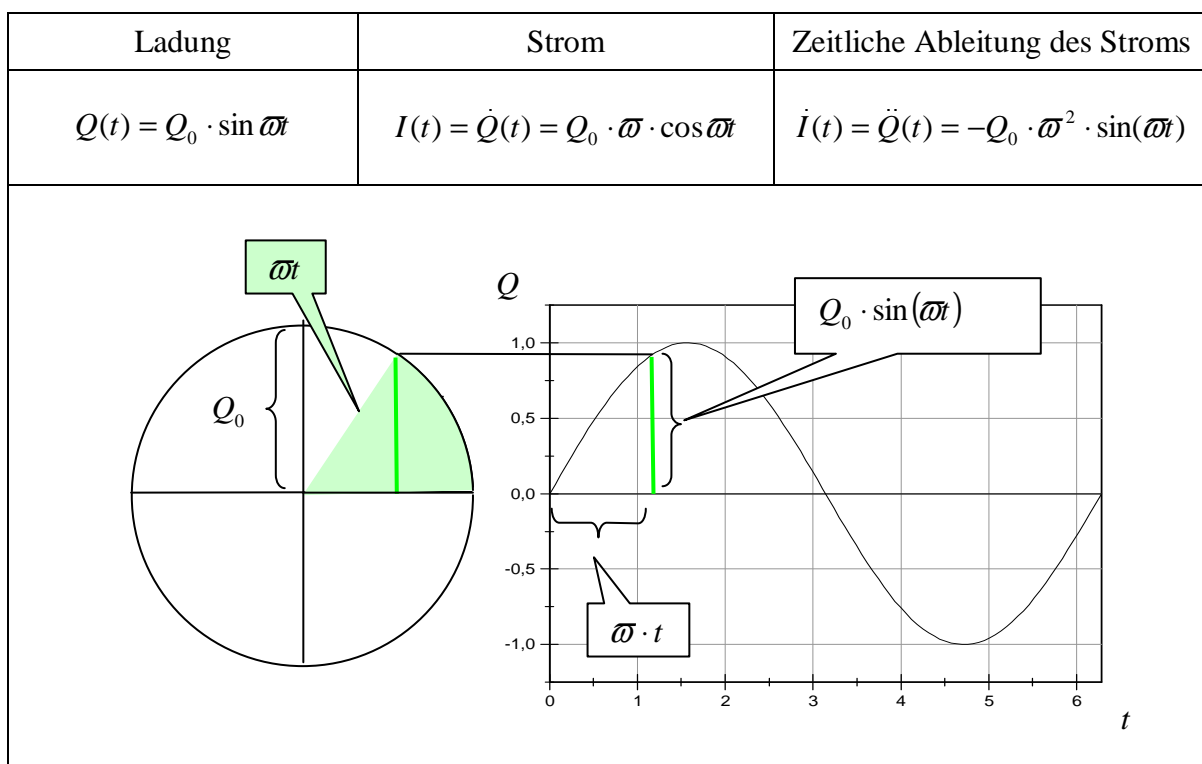 Ladung Strom Zeitliche Ableitung des Stroms
Q(t) = Q₀ · sin ϖt I(t) = Q̇(t) = Q₀ · ϖ · cos ϖt İ(t) = Q̈(t) = −Q₀ · ϖ² · sin(ϖt)
ϖt
Q
Q₀ · sin(ϖt)
Q₀
1,0
0,5
0,0
-0,5
-1,0
ϖ · t
0 1 2 3 4 5 6
t